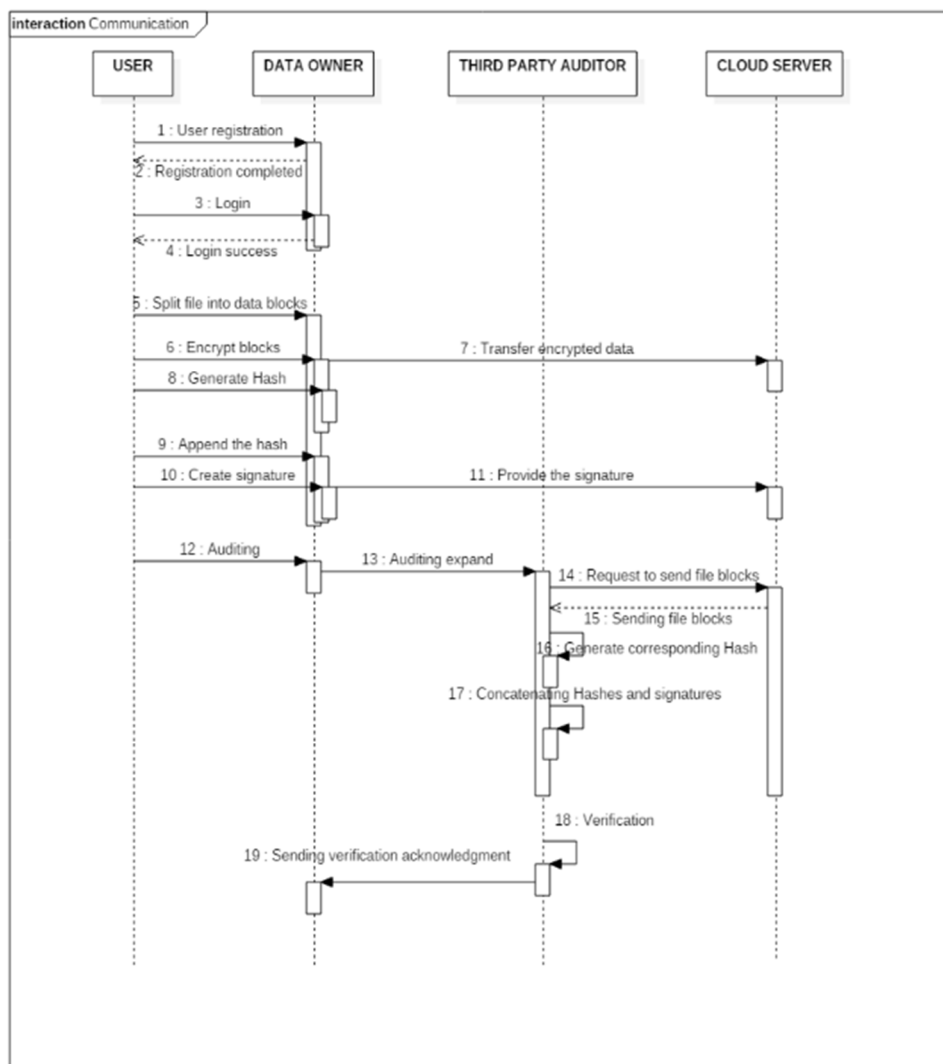 interaction Communication
USER
DATA OWNER
THIRD PARTY AUDITOR
CLOUD SERVER
1 : User registration
2 : Registration completed
3 : Login
4 : Login success
5 : Split file into data blocks
6 : Encrypt blocks
7 : Transfer encrypted data
8 : Generate Hash
9 : Append the hash
10 : Create signature
11 : Provide the signature
12 : Auditing
13 : Auditing expand
14 : Request to send file blocks
15 : Sending file blocks
16 : Generate corresponding Hash
17 : Concatenating Hashes and signatures
18 : Verification
19 : Sending verification acknowledgment